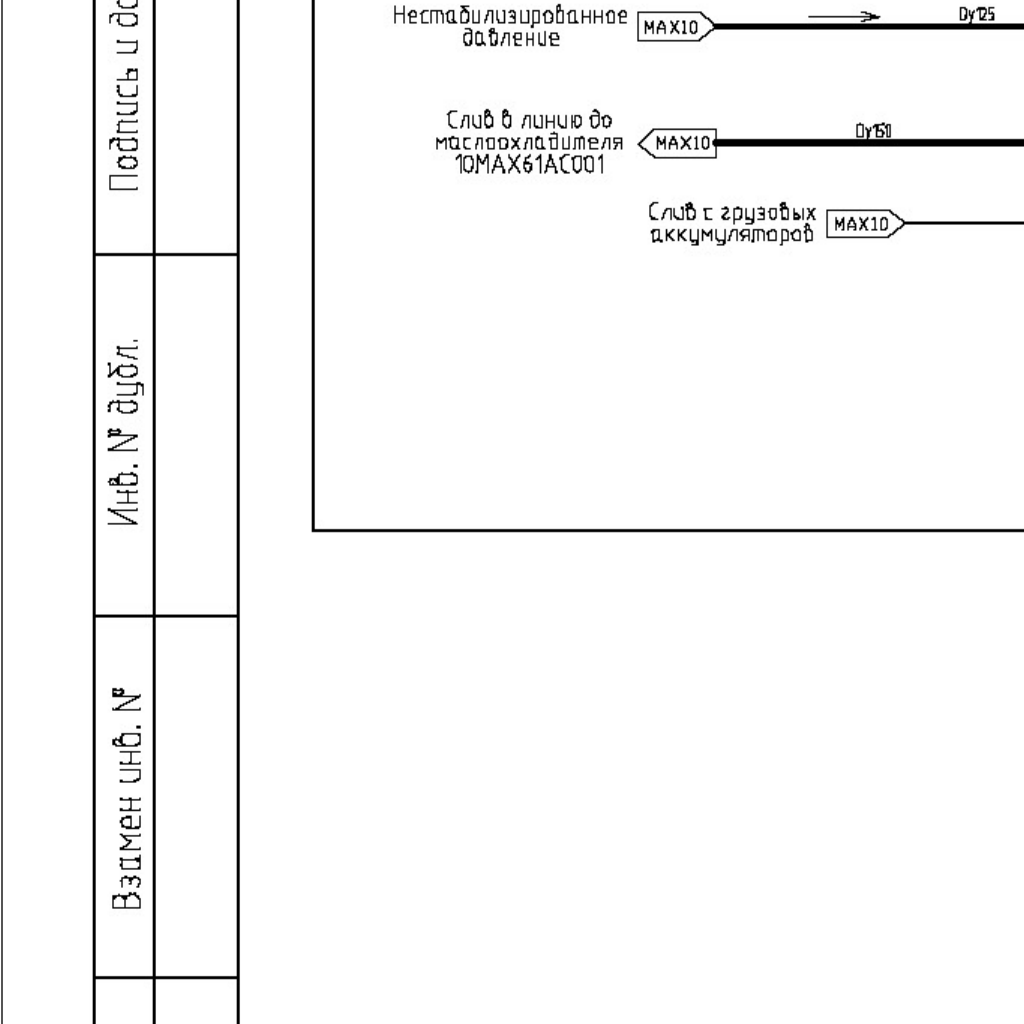 Нестабилизированное
давление
MAX10
Dy125
Слив в линию до
маслоохладителя
10MAX61AC001
MAX10
Dy150
Слив с грузовых
аккумуляторов
MAX10
Подпись и
Инв. № дубл.
Взамен инв. №